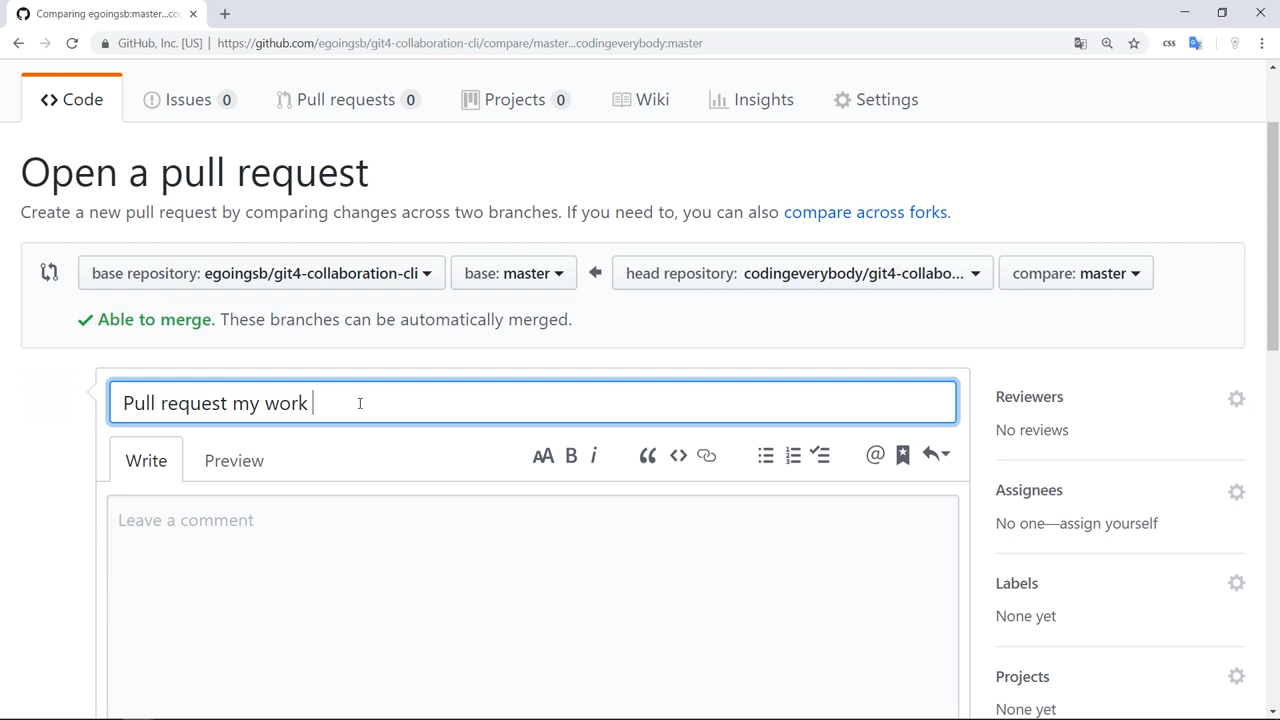 Comparing egoingsb:master...co
GitHub, Inc. [US] | https://github.com/egoingsb/git4-collaboration-cli/compare/master...codingeverybody:master
css
Code
Issues 0
Pull requests 0
Projects 0
Wiki
Insights
Settings
Open a pull request
Create a new pull request by comparing changes across two branches. If you need to, you can also compare across forks.
base repository: egoingsb/git4-collaboration-cli
base: master
head repository: codingeverybody/git4-collabo...
compare: master
Able to merge. These branches can be automatically merged.
Pull request my work
Write
Preview
AA B i
Leave a comment
Reviewers
No reviews
Assignees
No one—assign yourself
Labels
None yet
Projects
None yet